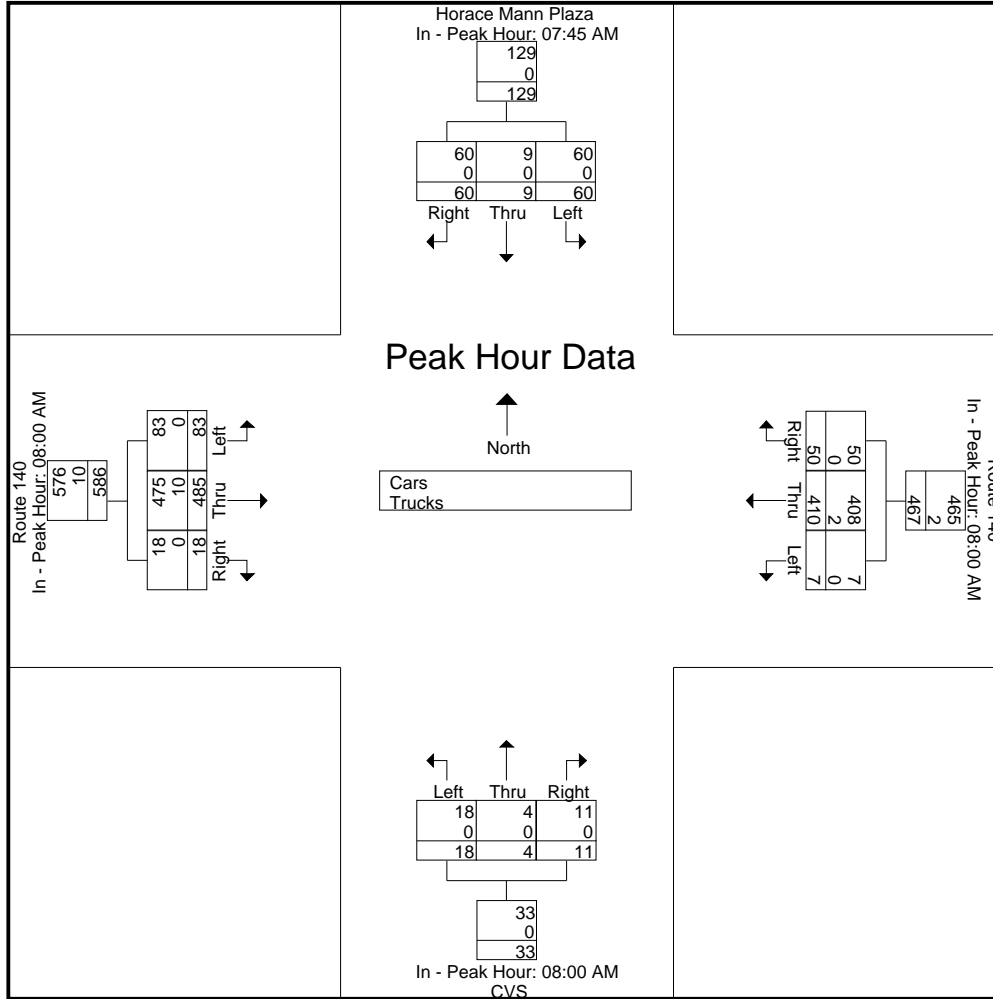 Horace Mann Plaza
In - Peak Hour: 07:45 AM
129
0
129
60 9 60
0 0 0
60 9 60
Right Thru Left
Peak Hour Data
North
Cars
Trucks
Route 140
In - Peak Hour: 08:00 AM
576
10
586
83 0 83
Left
475 10 485
Thru
18 0 18
Right
In - Peak Hour: 08:00 AM
465
2
467
50 0 50
Right
408 2 410
Thru
7 0 7
Left
Left Thru Right
18 4 11
0 0 0
18 4 11
33
0
33
In - Peak Hour: 08:00 AM
CVS